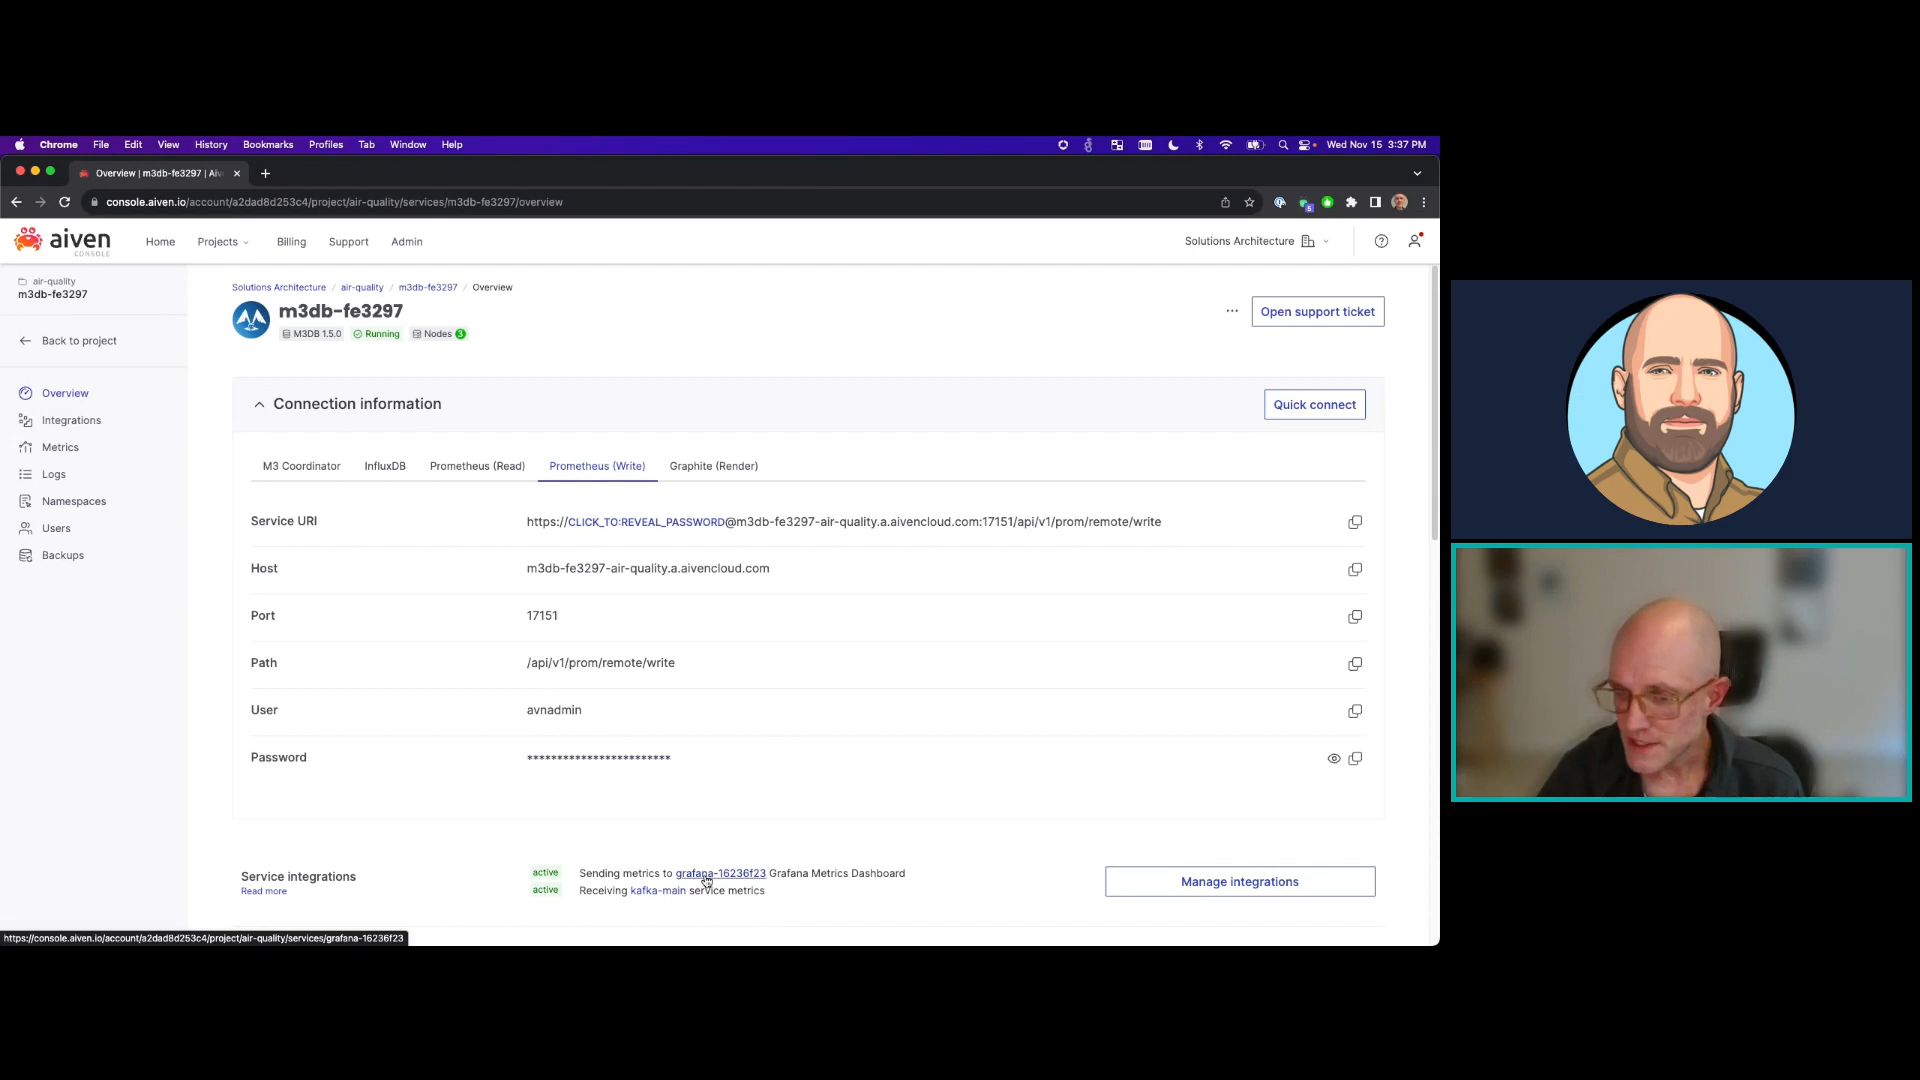 Chrome File Edit View History Bookmarks Profiles Tab Window Help Wed Nov 15 3:37 PM
Overview | m3db-fe3297 | Aiv
console.aiven.io/account/a2dad8d253c4/project/air-quality/services/m3db-fe3297/overview
5
aiven
CONSOLE
Home Projects Billing Support Admin Solutions Architecture
air-quality
m3db-fe3297
Back to project
Overview
Integrations
Metrics
Logs
Namespaces
Users
Backups
Solutions Architecture / air-quality / m3db-fe3297 / Overview
m3db-fe3297
M3DB 1.5.0 Running Nodes 3
... Open support ticket
Connection information
Quick connect
M3 Coordinator InfluxDB Prometheus (Read) Prometheus (Write) Graphite (Render)
Service URI https://CLICK_TO:REVEAL_PASSWORD@m3db-fe3297-air-quality.a.aivencloud.com:17151/api/v1/prom/remote/write
Host m3db-fe3297-air-quality.a.aivencloud.com
Port 17151
Path /api/v1/prom/remote/write
User avnadmin
Password ************************
Service integrations
Read more
active Sending metrics to grafana-16236f23 Grafana Metrics Dashboard
active Receiving kafka-main service metrics
Manage integrations
https://console.aiven.io/account/a2dad8d253c4/project/air-quality/services/grafana-16236f23